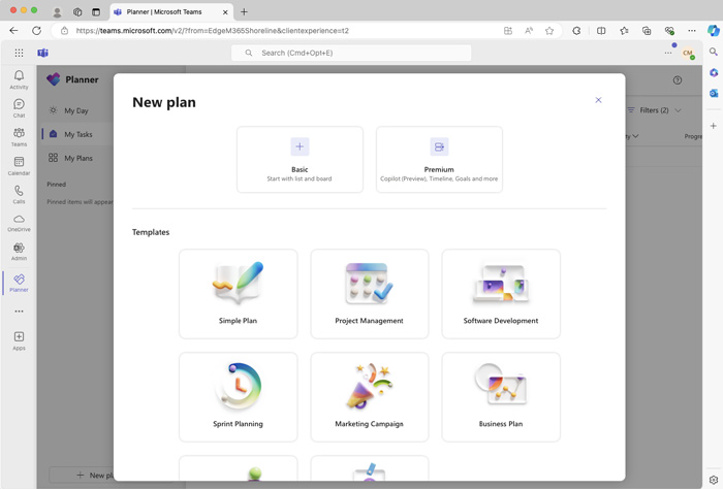 Planner | Microsoft Teams
https://teams.microsoft.com/v2/?from=EdgeM365Shoreline&clientexperience=t2
Search (Cmd+Opt+E)
CM
Activity
Chat
Teams
Calendar
Calls
OneDrive
Admin
Planner
Apps
Planner
My Day
My Tasks
My Plans
Pinned
Pinned items will appear
New pl
Filters (2)
ty
Progre
New plan
Basic
Start with list and board
Premium
Copilot (Preview), Timeline, Goals and more
Templates
Simple Plan
Project Management
Software Development
Sprint Planning
Marketing Campaign
Business Plan